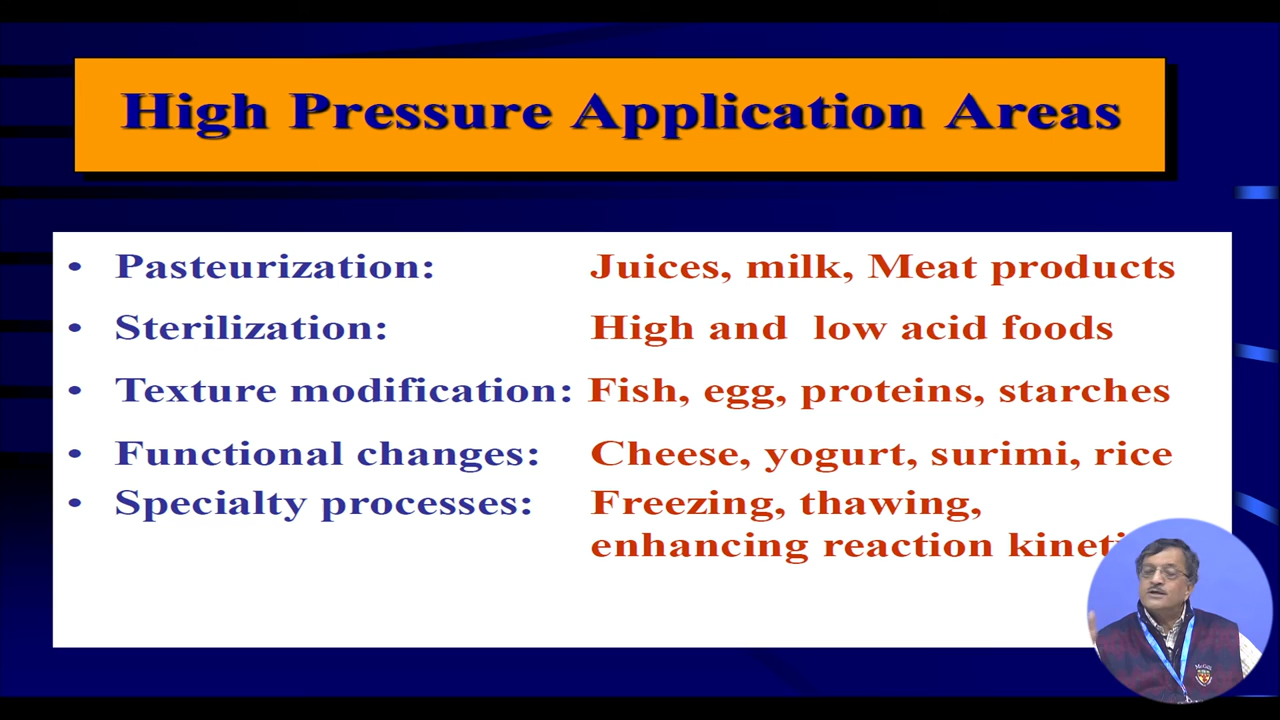 High Pressure Application Areas
• Pasteurization: Juices, milk, Meat products
• Sterilization: High and low acid foods
• Texture modification: Fish, egg, proteins, starches
• Functional changes: Cheese, yogurt, surimi, rice
• Specialty processes: Freezing, thawing,
enhancing reaction
McGill